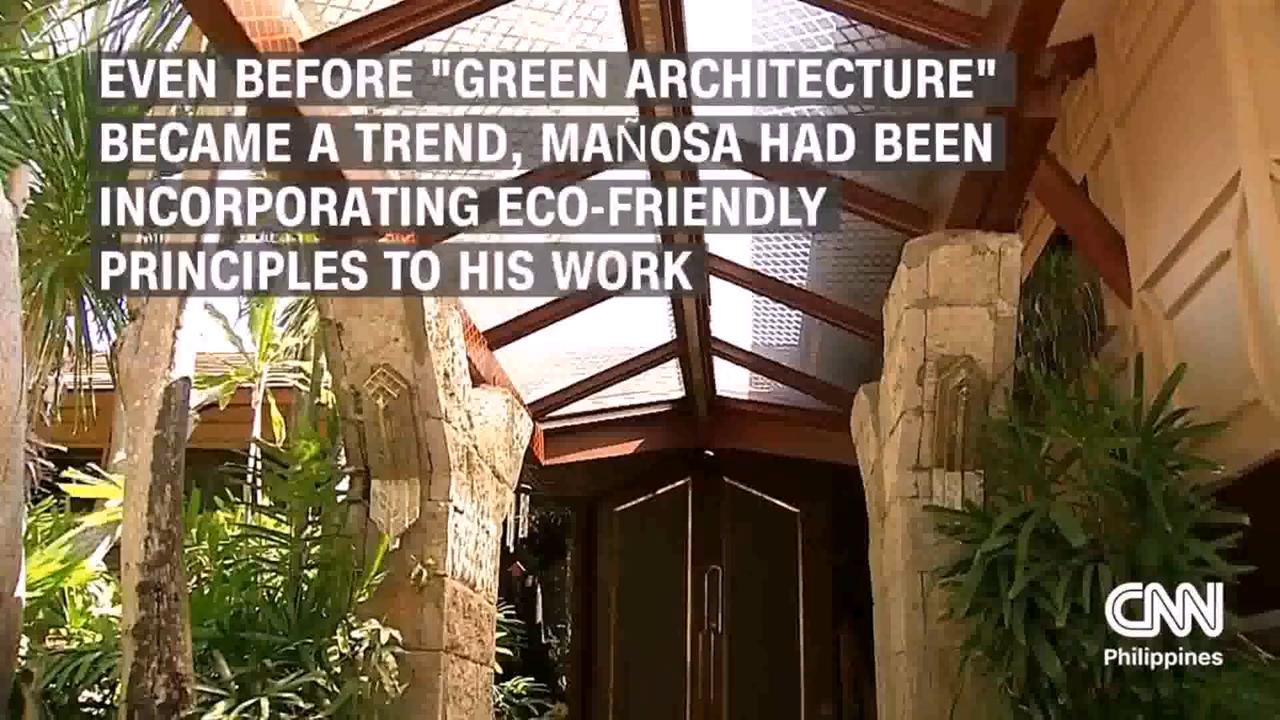 EVEN BEFORE "GREEN ARCHITECTURE"
BECAME A TREND, MAÑOSA HAD BEEN
INCORPORATING ECO-FRIENDLY
PRINCIPLES TO HIS WORK
CNN
Philippines